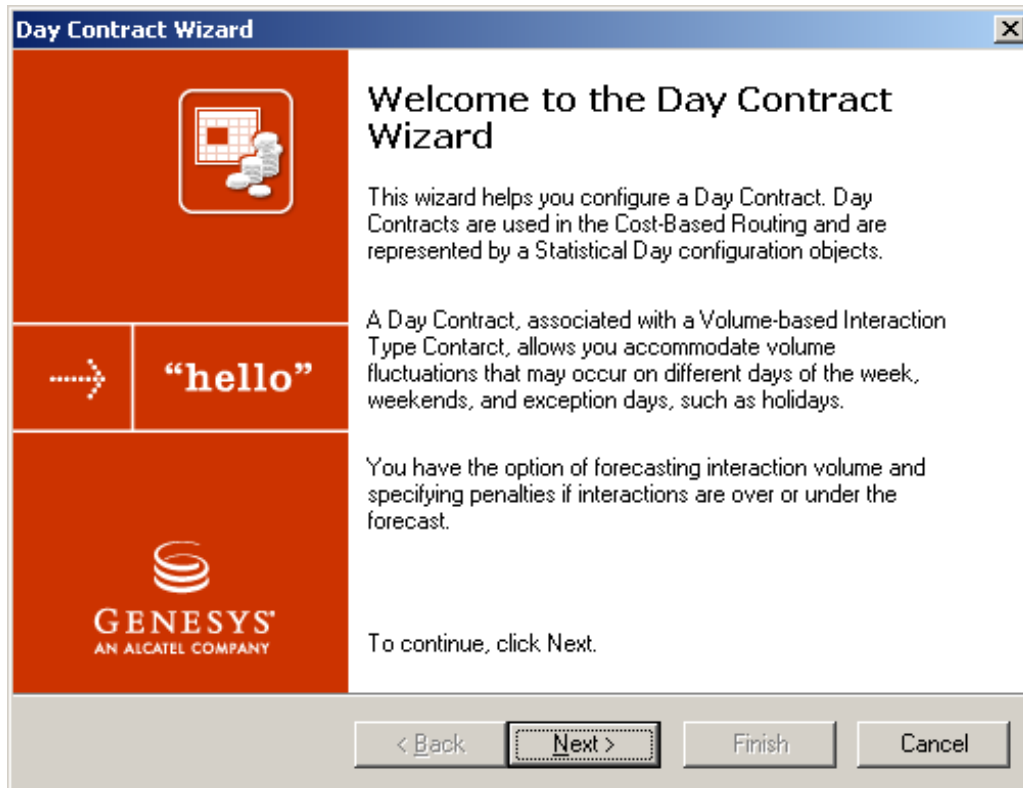 Day Contract Wizard
Welcome to the Day Contract
Wizard
This wizard helps you configure a Day Contract. Day
Contracts are used in the Cost-Based Routing and are
represented by a Statistical Day configuration objects.
A Day Contract, associated with a Volume-based Interaction
Type Contarct, allows you accommodate volume
fluctuations that may occur on different days of the week,
weekends, and exception days, such as holidays.
“hello”
You have the option of forecasting interaction volume and
specifying penalties if interactions are over or under the
forecast.
GENESYS
AN ALCATEL COMPANY
To continue, click Next.
< Back
Next >
Finish
Cancel